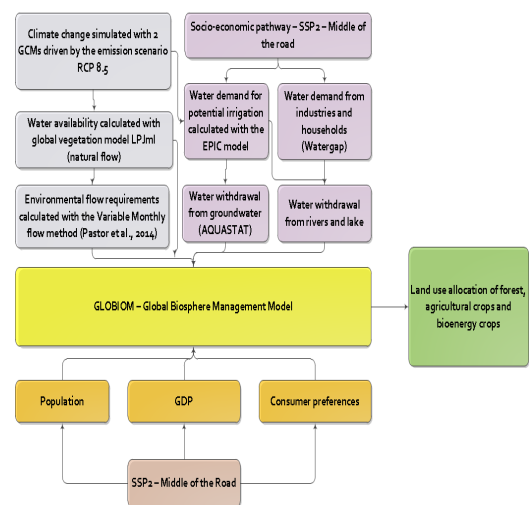 Climate change simulated with 2
GCMs driven by the emission scenario
RCP 8.5
Socio-economic pathway – SSP2 – Middle of
the road
Water availability calculated with
global vegetation model LPJml
(natural flow)
Water demand for
potential irrigation
calculated with the
EPIC model
Water demand from
industries and
households
(Watergap)
Environmental flow requirements
calculated with the Variable Monthly
flow method (Pastor et al., 2014)
Water withdrawal
from groundwater
(AQUASTAT)
Water withdrawal
from rivers and lake
GLOBIOM – Global Biosphere Management Model
Land use allocation of forest,
agricultural crops and
bioenergy crops
Population
GDP
Consumer preferences
SSP2 – Middle of the Road